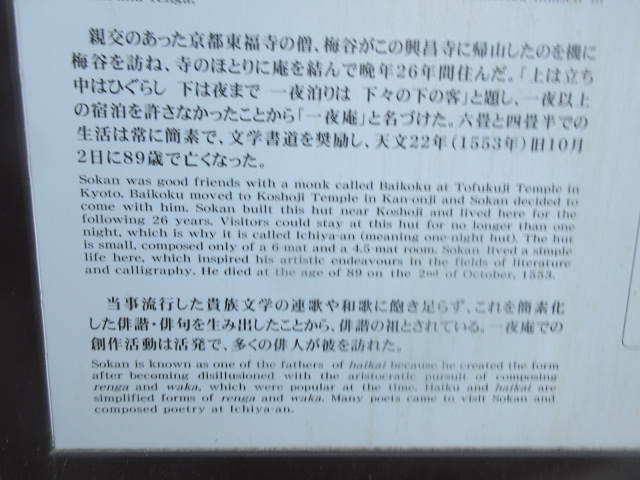 and renga.
親交のあった京都東福寺の僧、梅谷がこの興昌寺に帰山したのを機に
梅谷を訪ね、寺のほとりに庵を結んで晩年26年間住んだ。「上は立ち
中はひぐらし 下は夜まで 一夜泊りは 下々の下の客」と題し、一夜以上
の宿泊を許さなかったことから「一夜庵」と名づけた。六畳と四畳半での
生活は常に簡素で、文学書道を奨励し、天文22年(1553年)旧10月
2日に89歳で亡くなった。
Sokan was good friends with a monk called Baikoku at Tofukuji Temple in
Kyoto. Baikoku moved to Koshoji Temple in Kan-onji and Sokan decided to
come with him. Sokan built this hut near Koshoji and lived here for the
following 26 years. Visitors could stay at this hut for no longer than one
night, which is why it is called Ichiya-an (meaning one-night hut). The hut
is small, composed only of a 6-mat and a 4.5-mat room. Sokan lived a simple
life here, which inspired his artistic endeavours in the fields of literature
and calligraphy. He died at the age of 89 on the 2nd of October, 1553.
当事流行した貴族文学の連歌や和歌に飽き足らず、これを簡素化
した俳諧・俳句を生み出したことから、俳諧の祖とされている。一夜庵での
創作活動は活発で、多くの俳人が彼を訪れた。
Sokan is known as one of the fathers of haikai because he created the form
after becoming disillusioned with the aristocratic pursuit of composing
renga and waka, which were popular at the time. Haiku and haikai are
simplified forms of renga and waka. Many poets came to visit Sokan and
composed poetry at Ichiya-an.